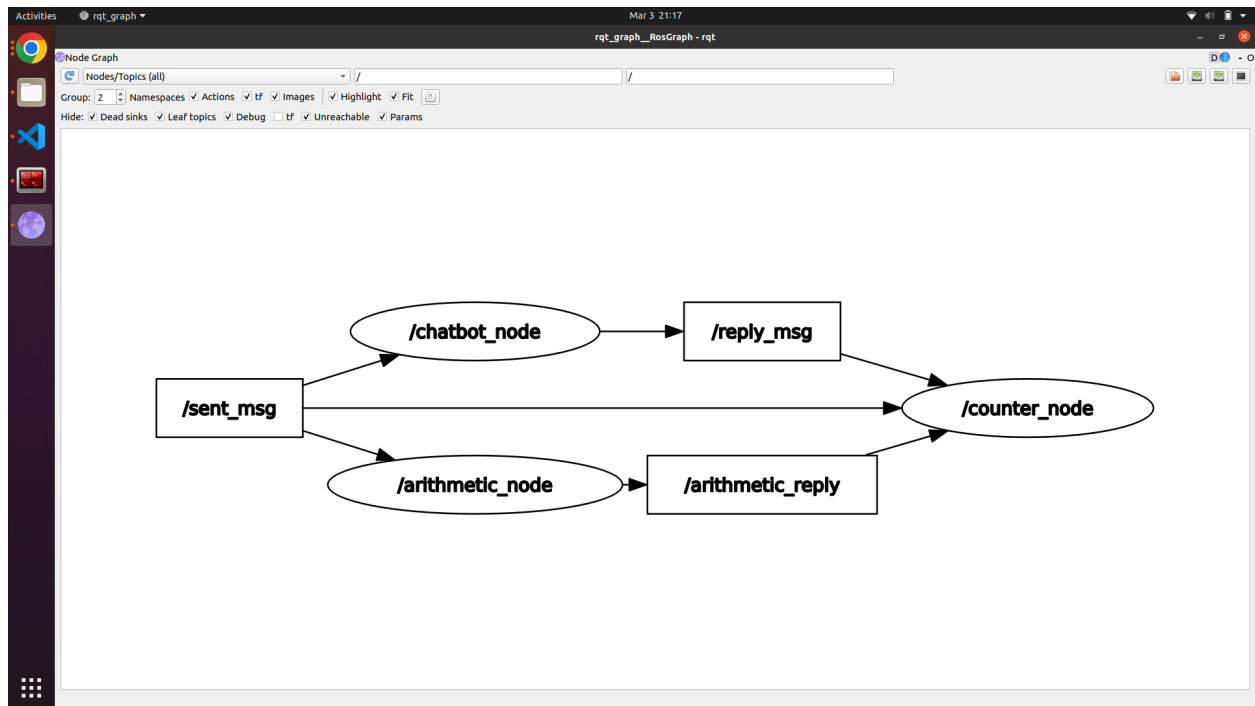 Activities rqt_graph Mar 3 21:17
rqt_graph__RosGraph - rqt
Node Graph D ? - O
Nodes/Topics (all) / /
Group: 2 Namespaces Actions tf Images Highlight Fit
Hide: Dead sinks Leaf topics Debug tf Unreachable Params
/chatbot_node /reply_msg
/sent_msg /counter_node
/arithmetic_node /arithmetic_reply